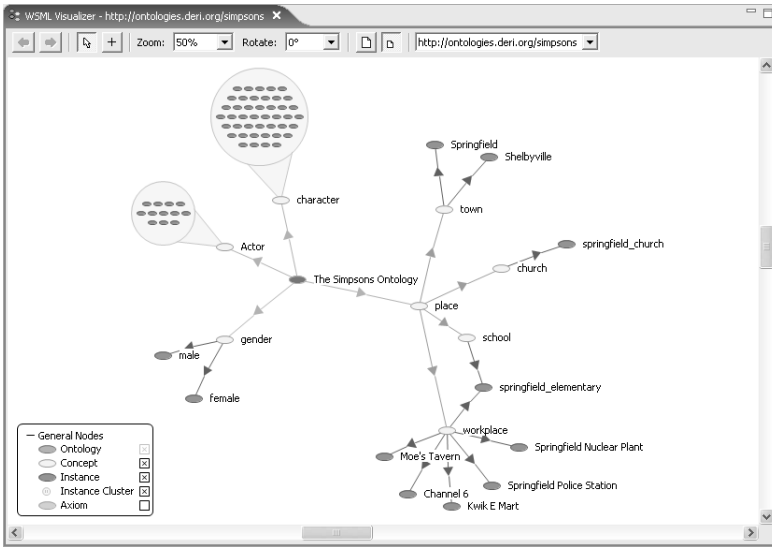 WSML Visualizer - http://ontologies.deri.org/simpsons
Zoom: 50% Rotate: 0° http://ontologies.deri.org/simpsons
Springfield
Shelbyville
character
town
Actor
springfield_church
church
The Simpsons Ontology
place
gender
school
male
springfield_elementary
female
workplace
General Nodes
Ontology
Concept
Instance
Instance Cluster
Axiom
Springfield Nuclear Plant
Moe's Tavern
Springfield Police Station
Channel 6
Kwik E Mart